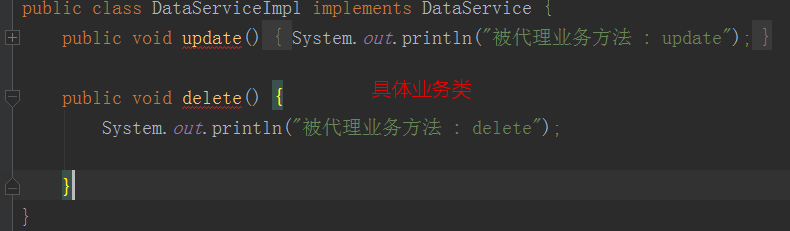 public class DataServiceImpl implements DataService {
public void update() { System.out.println("被代理业务方法 : update"); }
public void delete() {
具体业务类
System.out.println("被代理业务方法 : delete");
}
}